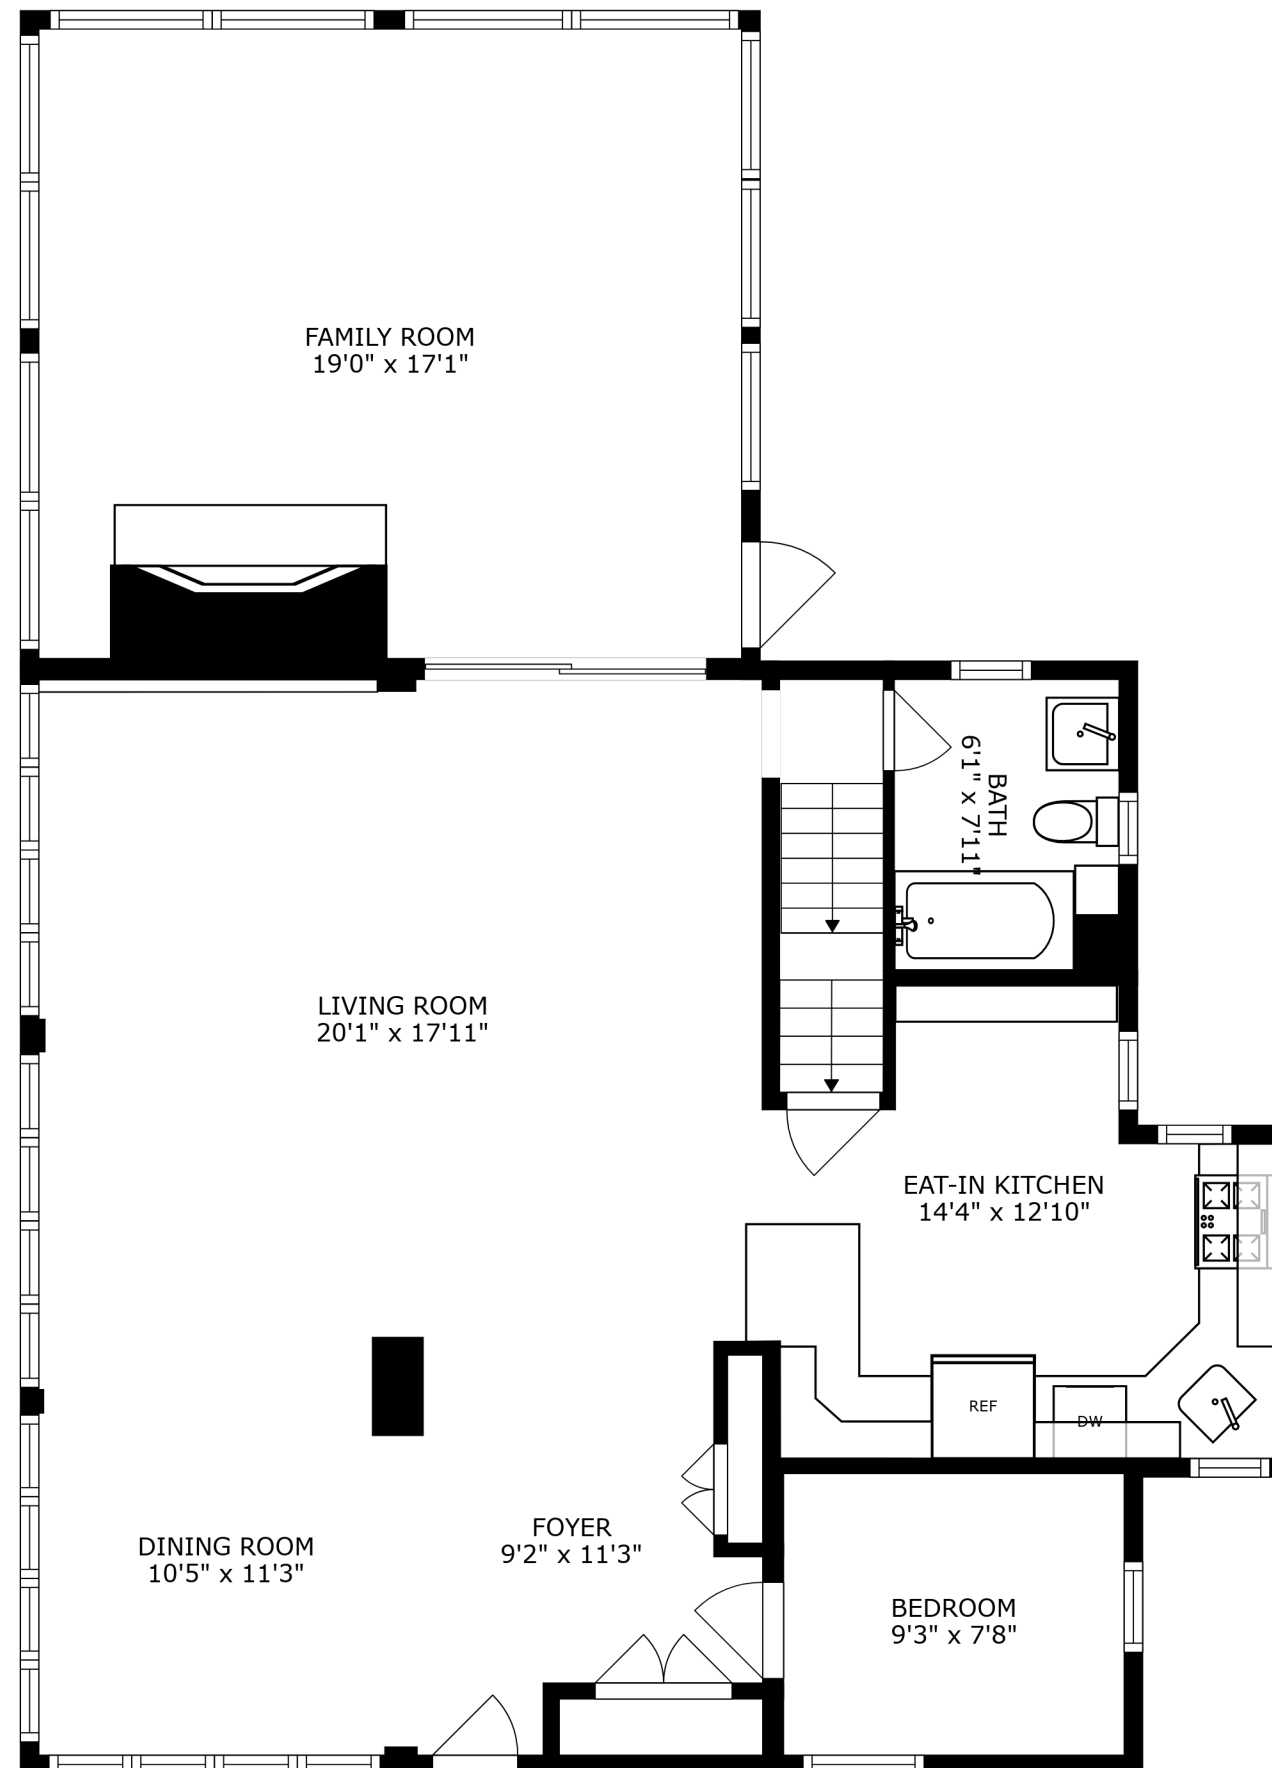 FAMILY ROOM
19'0" x 17'1"
BATH
6'1" x 7'11"
LIVING ROOM
20'1" x 17'11"
EAT-IN KITCHEN
14'4" x 12'10"
REF
DW
FOYER
9'2" x 11'3"
DINING ROOM
10'5" x 11'3"
BEDROOM
9'3" x 7'8"